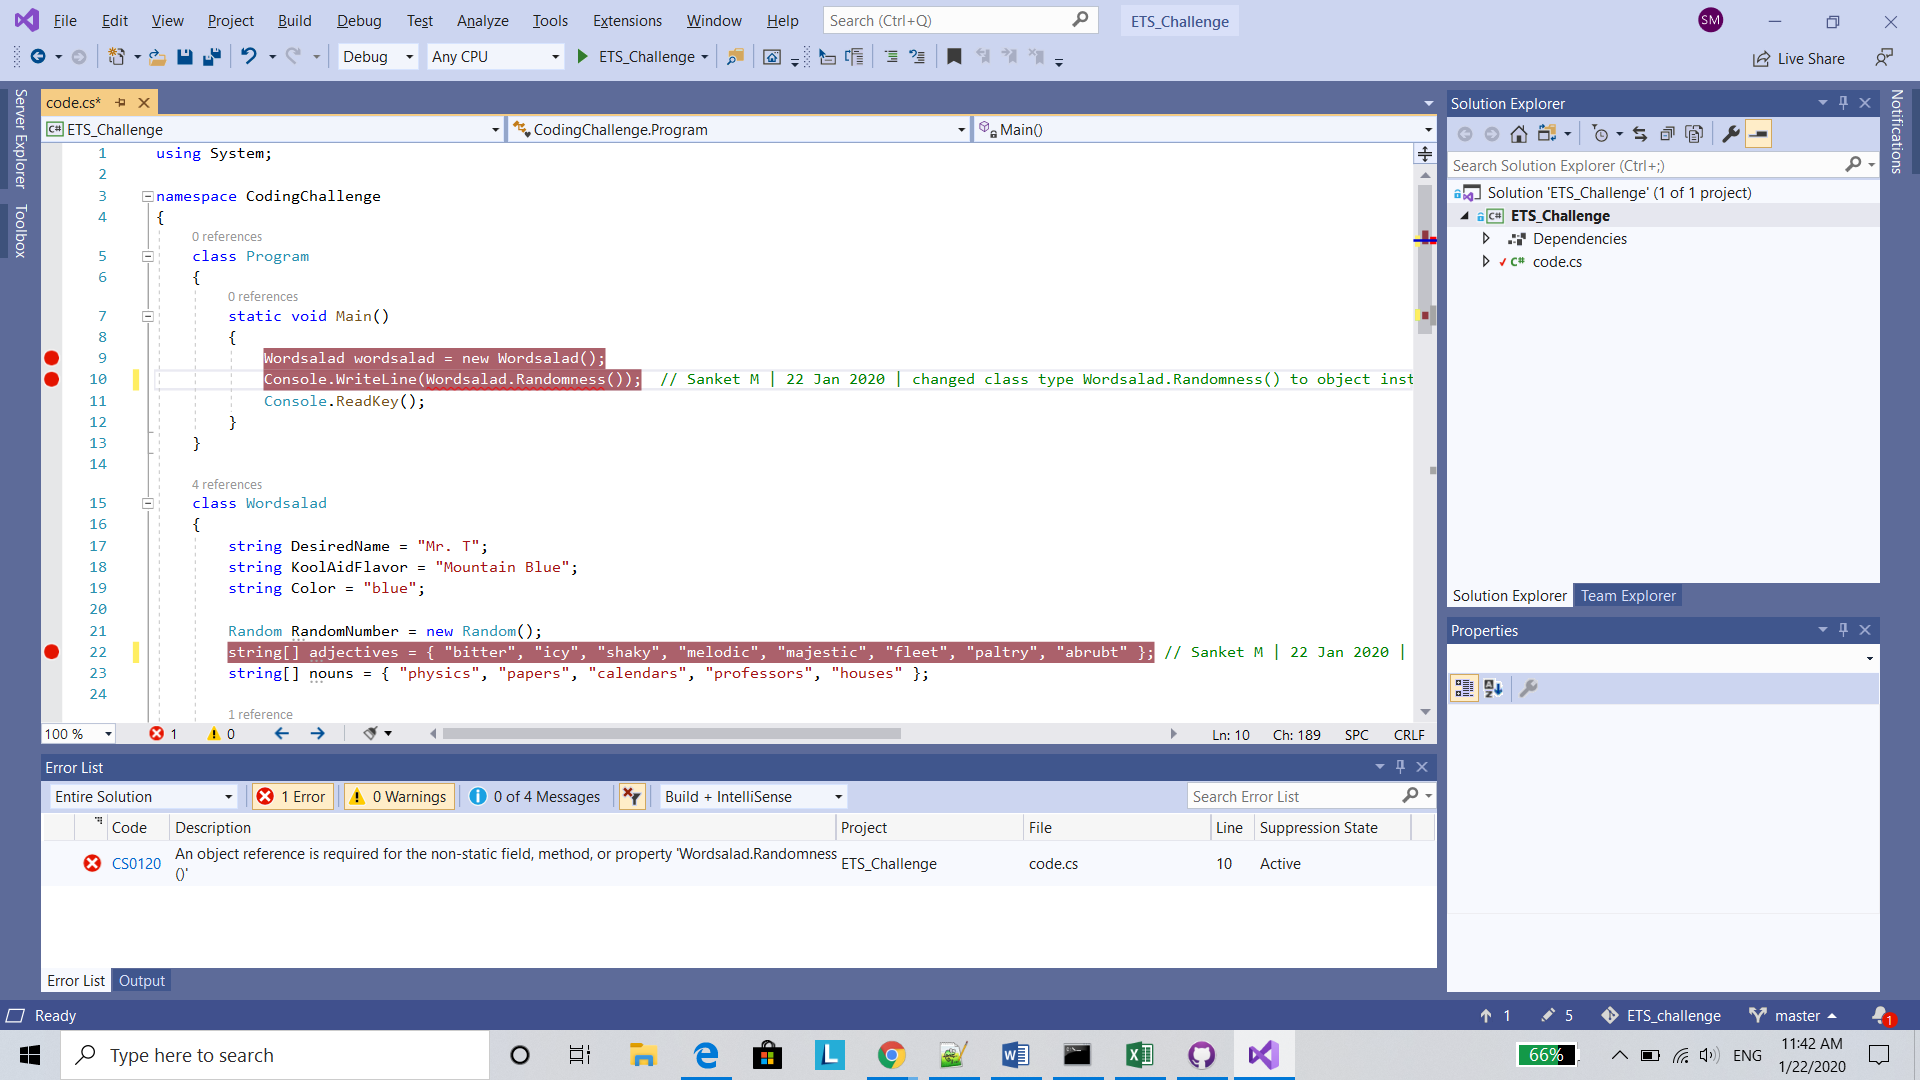 File Edit View Project Build Debug Test Analyze Tools Extensions Window Help Search (Ctrl+Q) ETS_Challenge SM
Debug Any CPU ETS_Challenge Live Share
Server Explorer
Toolbox
code.cs*
ETS_Challenge CodingChallenge.Program Main()
1 using System;
2
3 namespace CodingChallenge
4 {
0 references
5 class Program
6 {
0 references
7 static void Main()
8 {
9 Wordsalad wordsalad = new Wordsalad();
10 Console.WriteLine(Wordsalad.Randomness()); // Sanket M | 22 Jan 2020 | changed class type Wordsalad.Randomness() to object inst
11 Console.ReadKey();
12 }
13 }
14
4 references
15 class Wordsalad
16 {
17 string DesiredName = "Mr. T";
18 string KoolAidFlavor = "Mountain Blue";
19 string Color = "blue";
20
21 Random RandomNumber = new Random();
22 string[] adjectives = { "bitter", "icy", "shaky", "melodic", "majestic", "fleet", "paltry", "abrubt" }; // Sanket M | 22 Jan 2020 |
23 string[] nouns = { "physics", "papers", "calendars", "professors", "houses" };
24
1 reference
100 % 1 0 Ln: 10 Ch: 189 SPC CRLF
Error List
Entire Solution 1 Error 0 Warnings 0 of 4 Messages Build + IntelliSense Search Error List
Code Description Project File Line Suppression State
CS0120 An object reference is required for the non-static field, method, or property 'Wordsalad.Randomness
()' ETS_Challenge code.cs 10 Active
Error List Output
Solution Explorer
Search Solution Explorer (Ctrl+;)
Solution 'ETS_Challenge' (1 of 1 project)
C# ETS_Challenge
Dependencies
C# code.cs
Solution Explorer Team Explorer
Properties
Notifications
Ready 1 5 ETS_challenge master 1
Type here to search 66% ENG 11:42 AM
1/22/2020